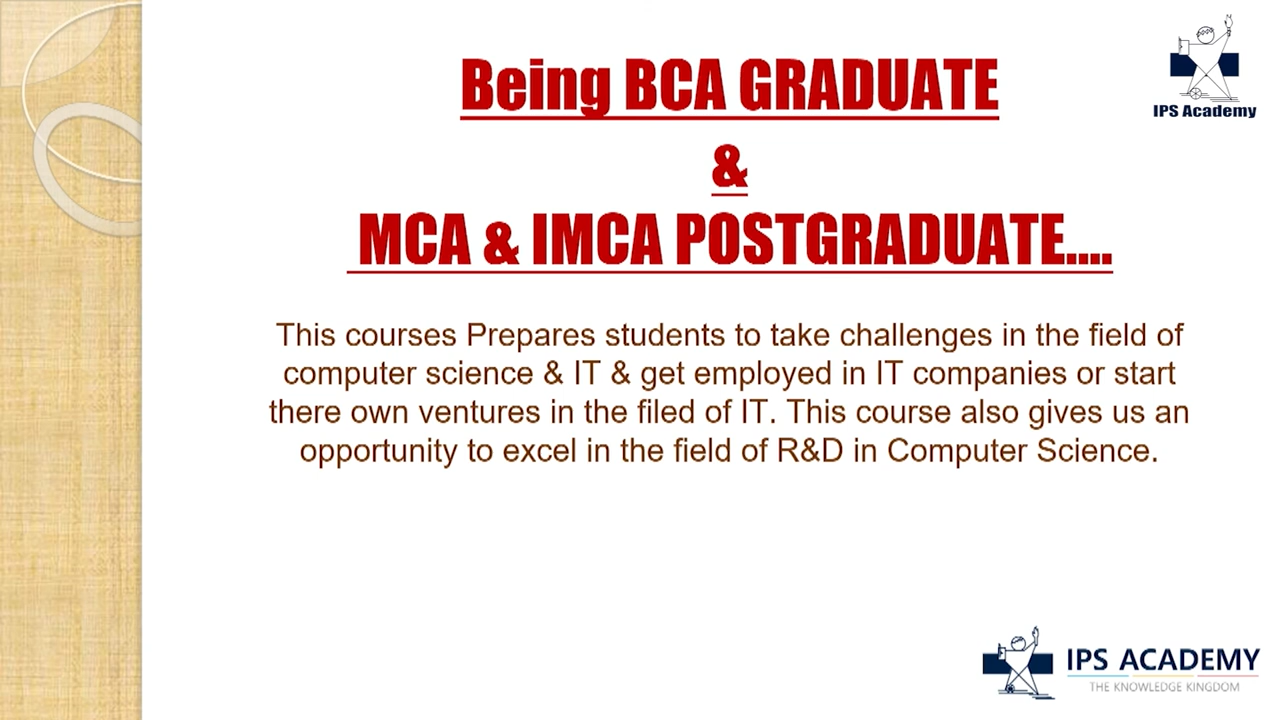 Being BCA GRADUATE
&
MCA & IMCA POSTGRADUATE....
IPS Academy
This courses Prepares students to take challenges in the field of
computer science & IT & get employed in IT companies or start
there own ventures in the filed of IT. This course also gives us an
opportunity to excel in the field of R&D in Computer Science.
IPS ACADEMY
THE KNOWLEDGE KINGDOM